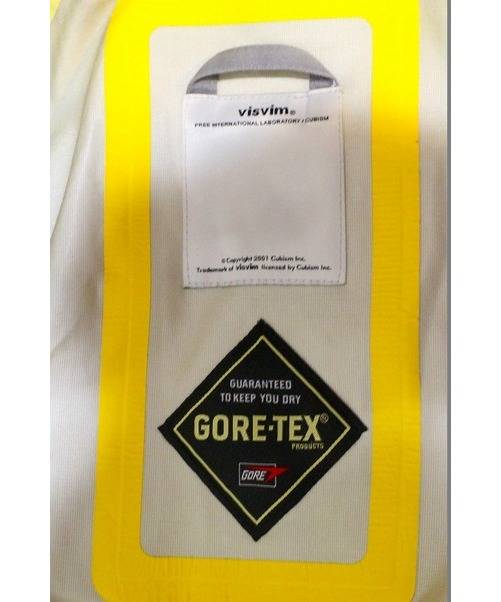 visvim®
FREE INTERNATIONAL LABORATORY / CUBISM
©Copyright 2001 Cubism Inc.
Trademark of visvim licensed by Cubism Inc.
GUARANTEED
TO KEEP YOU DRY
GORE-TEX®
PRODUCTS
GORE